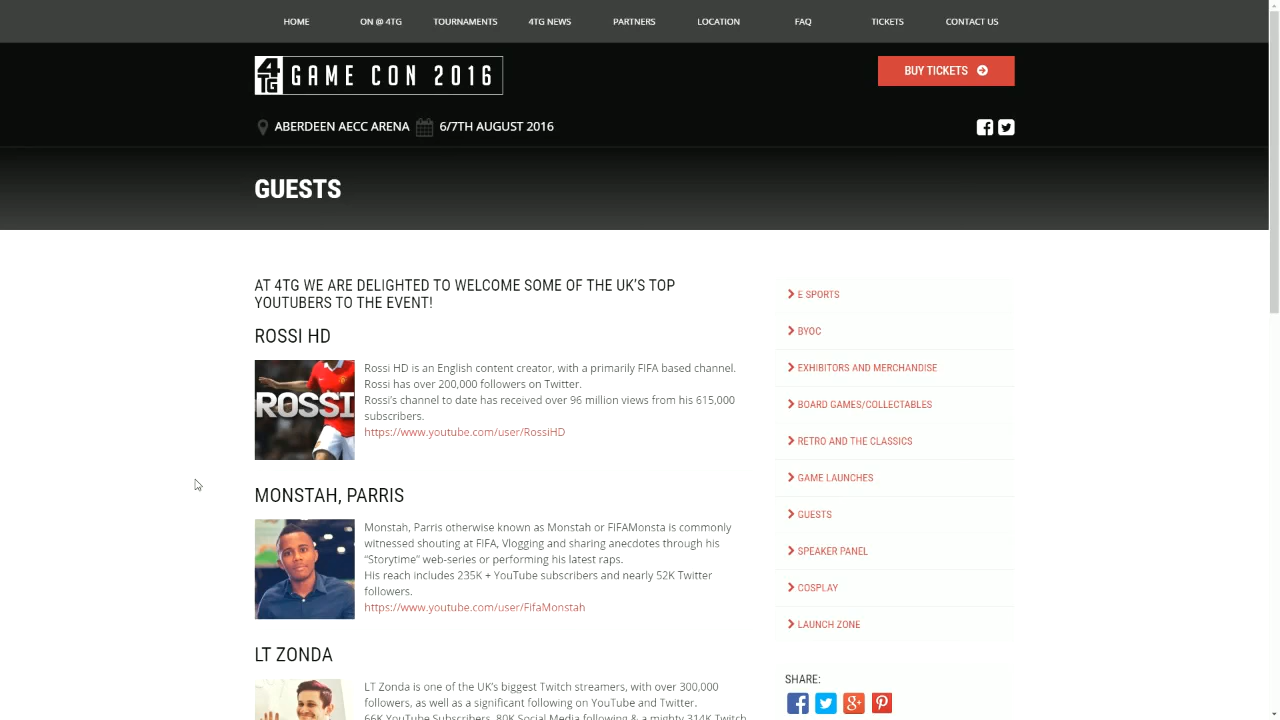 HOME ON @ 4TG TOURNAMENTS 4TG NEWS PARTNERS LOCATION FAQ TICKETS CONTACT US
4TG GAME CON 2016
BUY TICKETS
ABERDEEN AECC ARENA 6/7TH AUGUST 2016
GUESTS
AT 4TG WE ARE DELIGHTED TO WELCOME SOME OF THE UK'S TOP
YOUTUBERS TO THE EVENT!
ROSSI HD
ROSSI
Rossi HD is an English content creator, with a primarily FIFA based channel.
Rossi has over 200,000 followers on Twitter.
Rossi's channel to date has received over 96 million views from his 615,000
subscribers.
https://www.youtube.com/user/RossiHD
MONSTAH, PARRIS
Monstah, Parris otherwise known as Monstah or FIFAMonsta is commonly
witnessed shouting at FIFA, Vlogging and sharing anecdotes through his
“Storytime” web-series or performing his latest raps.
His reach includes 235K + YouTube subscribers and nearly 52K Twitter
followers.
https://www.youtube.com/user/FifaMonstah
LT ZONDA
LT Zonda is one of the UK's biggest Twitch streamers, with over 300,000
followers, as well as a significant following on YouTube and Twitter.
66K YouTube Subscribers, 80K Social Media following & a mighty 314K Twitch
E SPORTS
BYOC
EXHIBITORS AND MERCHANDISE
BOARD GAMES/COLLECTABLES
RETRO AND THE CLASSICS
GAME LAUNCHES
GUESTS
SPEAKER PANEL
COSPLAY
LAUNCH ZONE
SHARE: